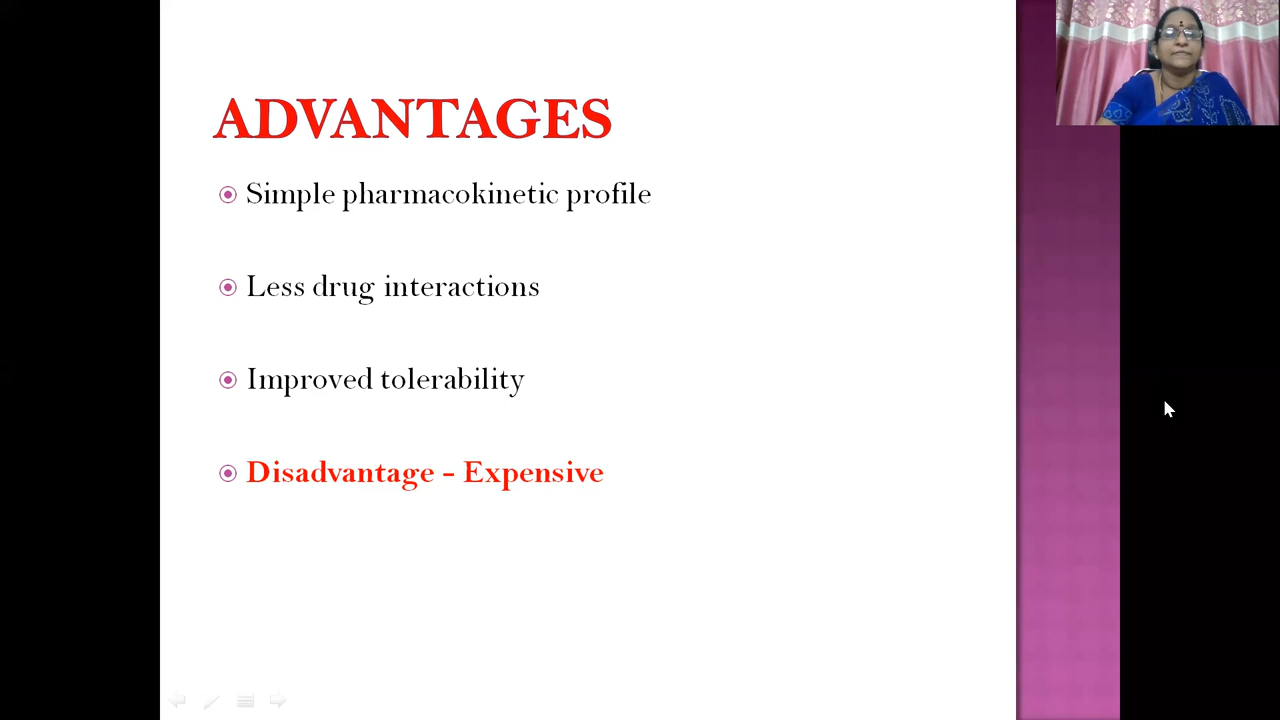 ADVANTAGES
Simple pharmacokinetic profile
Less drug interactions
Improved tolerability
Disadvantage – Expensive